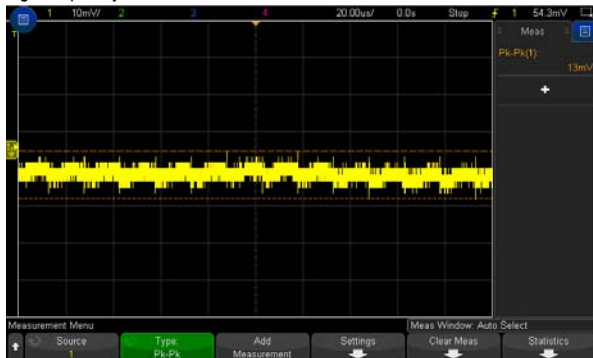 1 10mV/ 2 3 4 20.00us/ 0.0s Stop 1 54.3mV
Meas
Pk-Pk(1):
13mV
Measurement Menu
Meas Window: Auto Select
Source
1
Type:
Pk-Pk
Add
Measurement
Settings
Clear Meas
Statistics